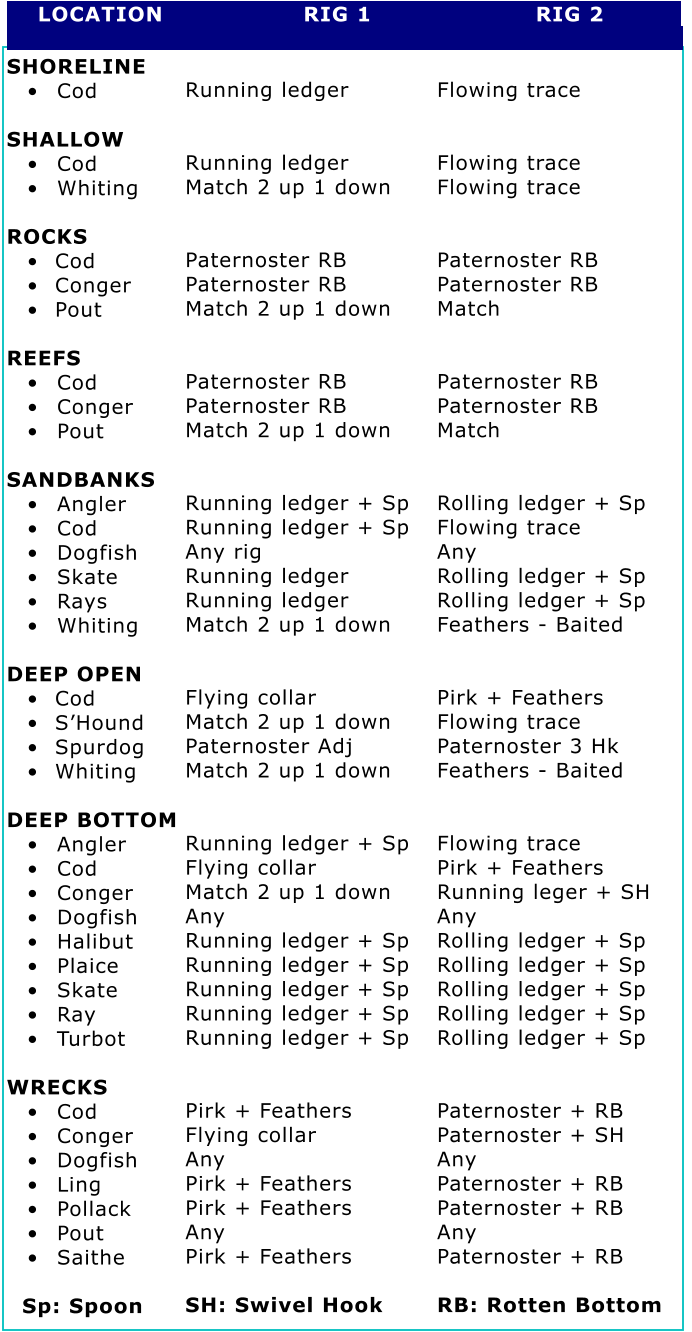 LOCATION RIG 1 RIG 2
SHORELINE
• Cod Running ledger Flowing trace
SHALLOW
• Cod Running ledger Flowing trace
• Whiting Match 2 up 1 down Flowing trace
ROCKS
• Cod Paternoster RB Paternoster RB
• Conger Paternoster RB Paternoster RB
• Pout Match 2 up 1 down Match
REEFS
• Cod Paternoster RB Paternoster RB
• Conger Paternoster RB Paternoster RB
• Pout Match 2 up 1 down Match
SANDBANKS
• Angler Running ledger + Sp Rolling ledger + Sp
• Cod Running ledger + Sp Flowing trace
• Dogfish Any rig Any
• Skate Running ledger Rolling ledger + Sp
• Rays Running ledger Rolling ledger + Sp
• Whiting Match 2 up 1 down Feathers - Baited
DEEP OPEN
• Cod Flying collar Pirk + Feathers
• S’Hound Match 2 up 1 down Flowing trace
• Spurdog Paternoster Adj Paternoster 3 Hk
• Whiting Match 2 up 1 down Feathers - Baited
DEEP BOTTOM
• Angler Running ledger + Sp Flowing trace
• Cod Flying collar Pirk + Feathers
• Conger Match 2 up 1 down Running leger + SH
• Dogfish Any Any
• Halibut Running ledger + Sp Rolling ledger + Sp
• Plaice Running ledger + Sp Rolling ledger + Sp
• Skate Running ledger + Sp Rolling ledger + Sp
• Ray Running ledger + Sp Rolling ledger + Sp
• Turbot Running ledger + Sp Rolling ledger + Sp
WRECKS
• Cod Pirk + Feathers Paternoster + RB
• Conger Flying collar Paternoster + SH
• Dogfish Any Any
• Ling Pirk + Feathers Paternoster + RB
• Pollack Pirk + Feathers Paternoster + RB
• Pout Any Any
• Saithe Pirk + Feathers Paternoster + RB
Sp: Spoon SH: Swivel Hook RB: Rotten Bottom